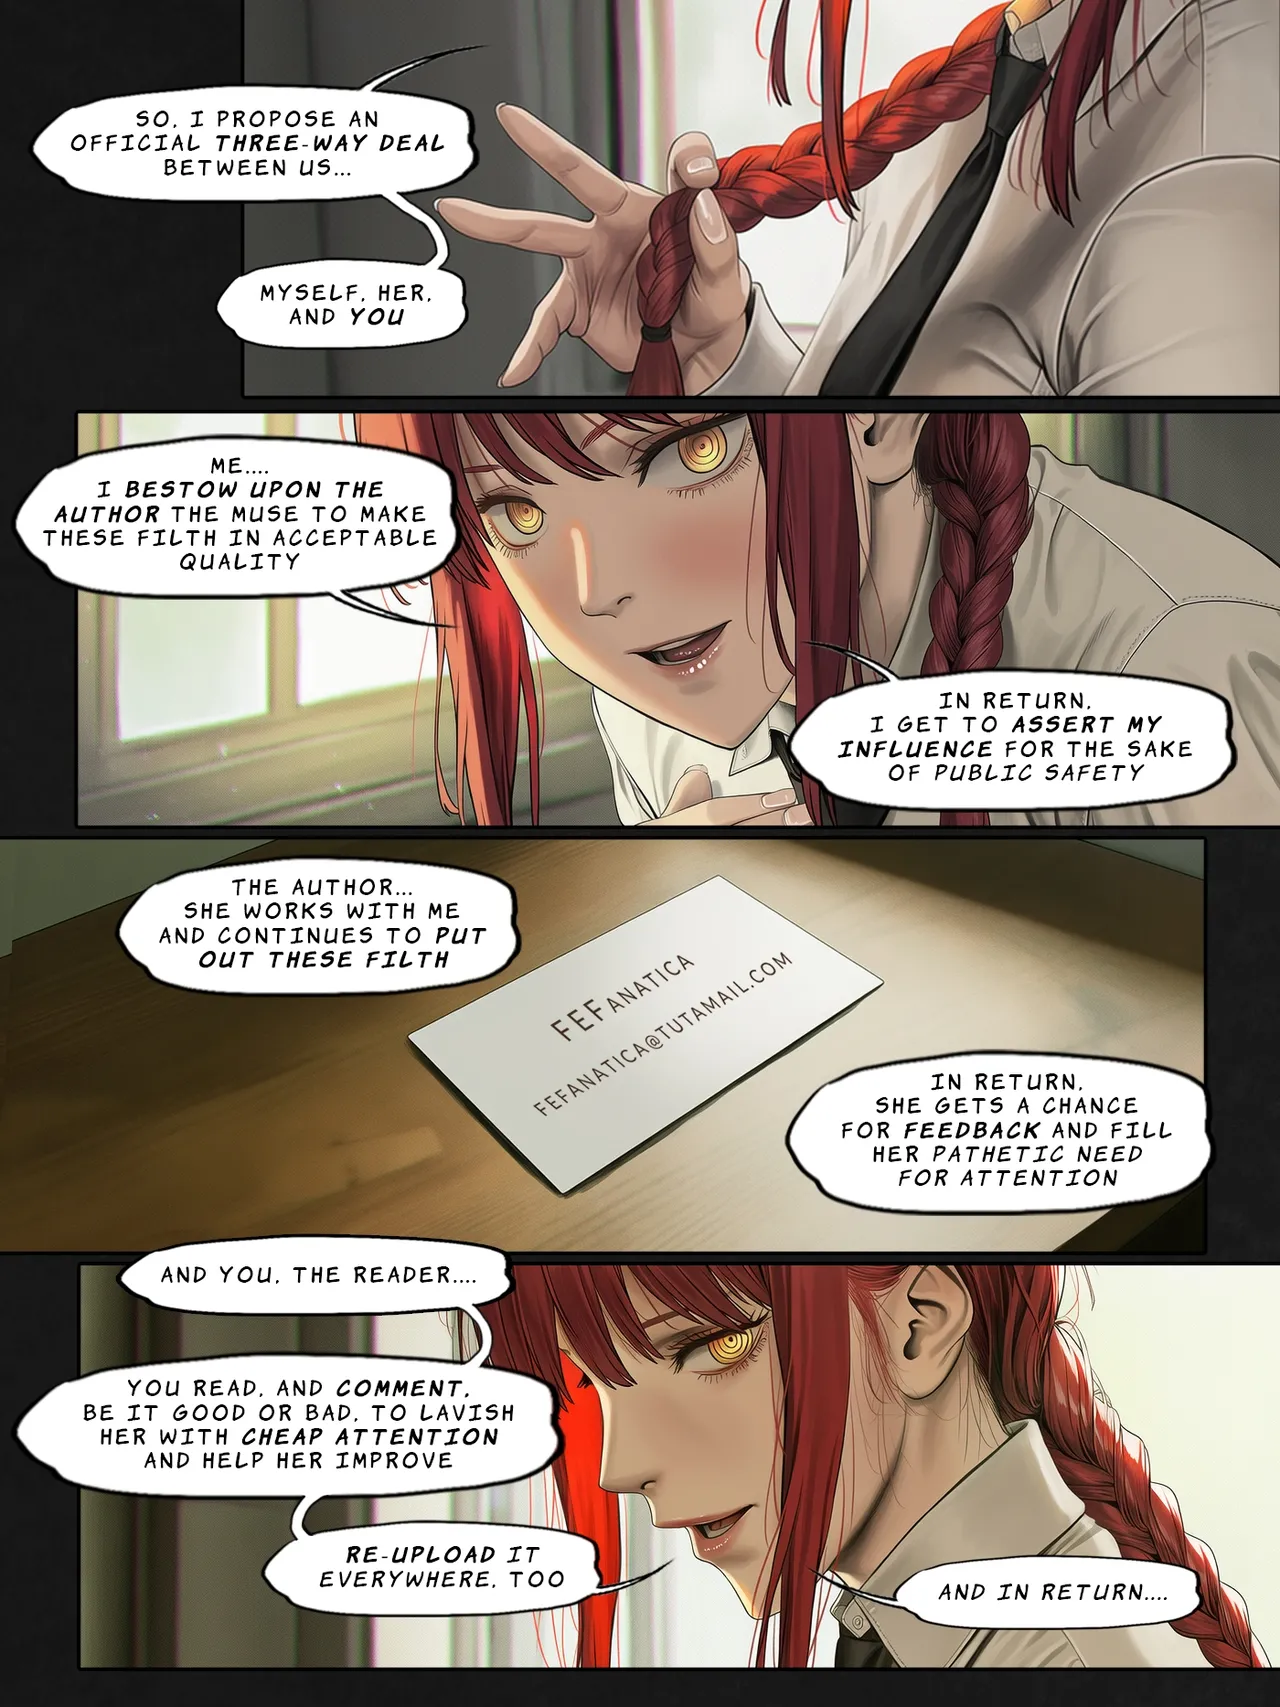 SO, I PROPOSE AN
OFFICIAL THREE-WAY DEAL
BETWEEN US...
MYSELF, HER,
AND YOU
ME....
I BESTOW UPON THE
AUTHOR THE MUSE TO MAKE
THESE FILTH IN ACCEPTABLE
QUALITY
IN RETURN,
I GET TO ASSERT MY
INFLUENCE FOR THE SAKE
OF PUBLIC SAFETY
THE AUTHOR...
SHE WORKS WITH ME
AND CONTINUES TO PUT
OUT THESE FILTH
FEFANATICA
FEFANATICA@TUTAMAIL.COM
IN RETURN,
SHE GETS A CHANCE
FOR FEEDBACK AND FILL
HER PATHETIC NEED
FOR ATTENTION
AND YOU, THE READER....
YOU READ, AND COMMENT,
BE IT GOOD OR BAD, TO LAVISH
HER WITH CHEAP ATTENTION
AND HELP HER IMPROVE
RE-UPLOAD IT
EVERYWHERE, TOO
AND IN RETURN....